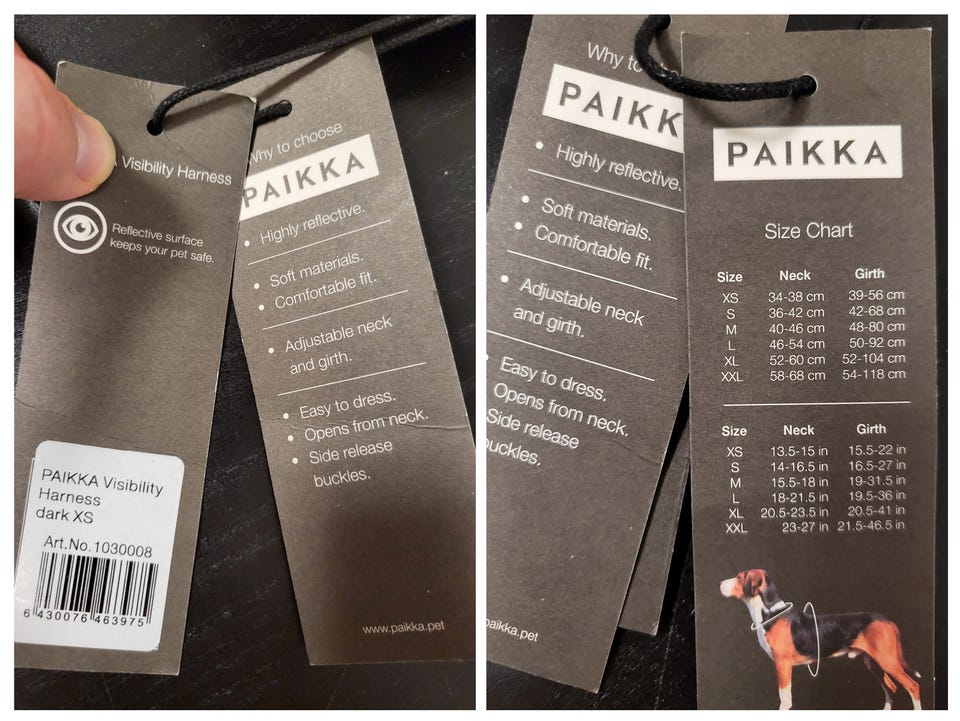 Visibility Harness
Reflective surface
keeps your pet safe.
PAIKKA Visibility
Harness
dark XS
Art.No.1030008
6 430076 463975
Why to choose
PAIKKA
• Highly reflective.
• Soft materials.
• Comfortable fit.
• Adjustable neck
and girth.
• Easy to dress.
• Opens from neck.
• Side release
buckles.
www.paikka.pet
Why to
PAIKK
• Highly reflective.
• Soft materials.
• Comfortable fit.
• Adjustable neck
and girth.
Easy to dress.
Opens from neck.
Side release
buckles.
paikka.pet
PAIKKA
Size Chart
Size Neck Girth
XS 34-38 cm 39-56 cm
S 36-42 cm 42-68 cm
M 40-46 cm 48-80 cm
L 46-54 cm 50-92 cm
XL 52-60 cm 52-104 cm
XXL 58-68 cm 54-118 cm
Size Neck Girth
XS 13.5-15 in 15.5-22 in
S 14-16.5 in 16.5-27 in
M 15.5-18 in 19-31.5 in
L 18-21.5 in 19.5-36 in
XL 20.5-23.5 in 20.5-41 in
XXL 23-27 in 21.5-46.5 in